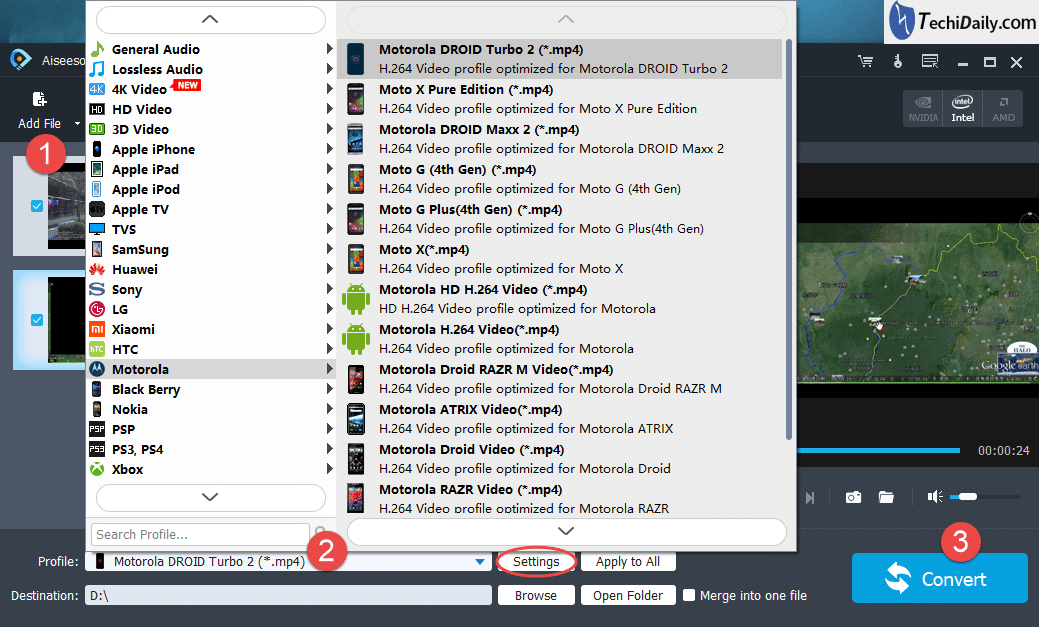 TechiDaily.com
Aiseeso
Add File
1
NVIDIA
intel
Intel
AMD
General Audio
Lossless Audio
4K
4K Video
NEW
HD
HD Video
3D
3D Video
Apple iPhone
Apple iPad
Apple iPod
Apple TV
TVS
SamSung
Huawei
Sony
LG
LG
mi
Xiaomi
hTC
HTC
Motorola
Black Berry
Nokia
PSP
PSP
PS3
PS3, PS4
Xbox
Search Profile...
Motorola DROID Turbo 2 (*.mp4)
H.264 Video profile optimized for Motorola DROID Turbo 2
Moto X Pure Edition (*.mp4)
H.264 Video profile optimized for Moto X Pure Edition
Motorola DROID Maxx 2 (*.mp4)
H.264 Video profile optimized for Motorola DROID Maxx 2
Moto G (4th Gen) (*.mp4)
H.264 Video profile optimized for Moto G (4th Gen)
Moto G Plus(4th Gen) (*.mp4)
H.264 Video profile optimized for Moto G Plus(4th Gen)
Moto X(*.mp4)
H.264 Video profile optimized for Moto X
Motorola HD H.264 Video (*.mp4)
HD H.264 Video profile optimized for Motorola
Motorola H.264 Video(*.mp4)
H.264 Video profile optimized for Motorola
Motorola Droid RAZR M Video(*.mp4)
H.264 Video profile optimized for Motorola Droid RAZR M
Motorola ATRIX Video(*.mp4)
H.264 Video profile optimized for Motorola ATRIX
Motorola Droid Video (*.mp4)
H.264 Video profile optimized for Motorola Droid
Motorola RAZR Video (*.mp4)
H.264 Video profile optimized for Motorola RAZR
HALO
Google earth
00:00:24
2
3
Profile:
Motorola DROID Turbo 2 (*.mp4)
Settings
Apply to All
Convert
Destination:
D:\
Browse
Open Folder
Merge into one file